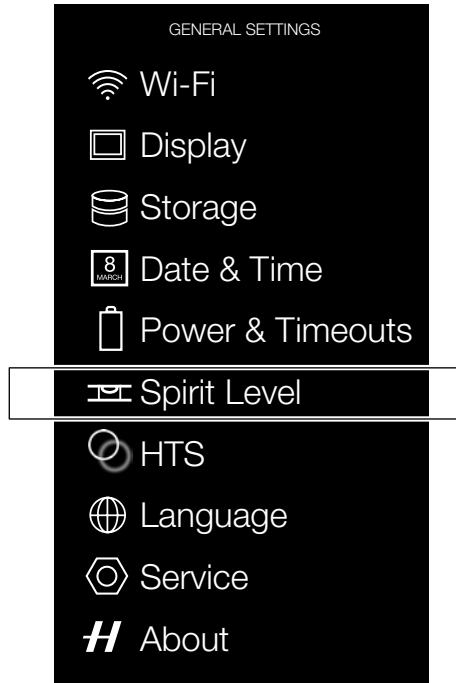 GENERAL SETTINGS
Wi-Fi
Display
Storage
8
MARCH
Date & Time
Power & Timeouts
Spirit Level
HTS
Language
Service
H About